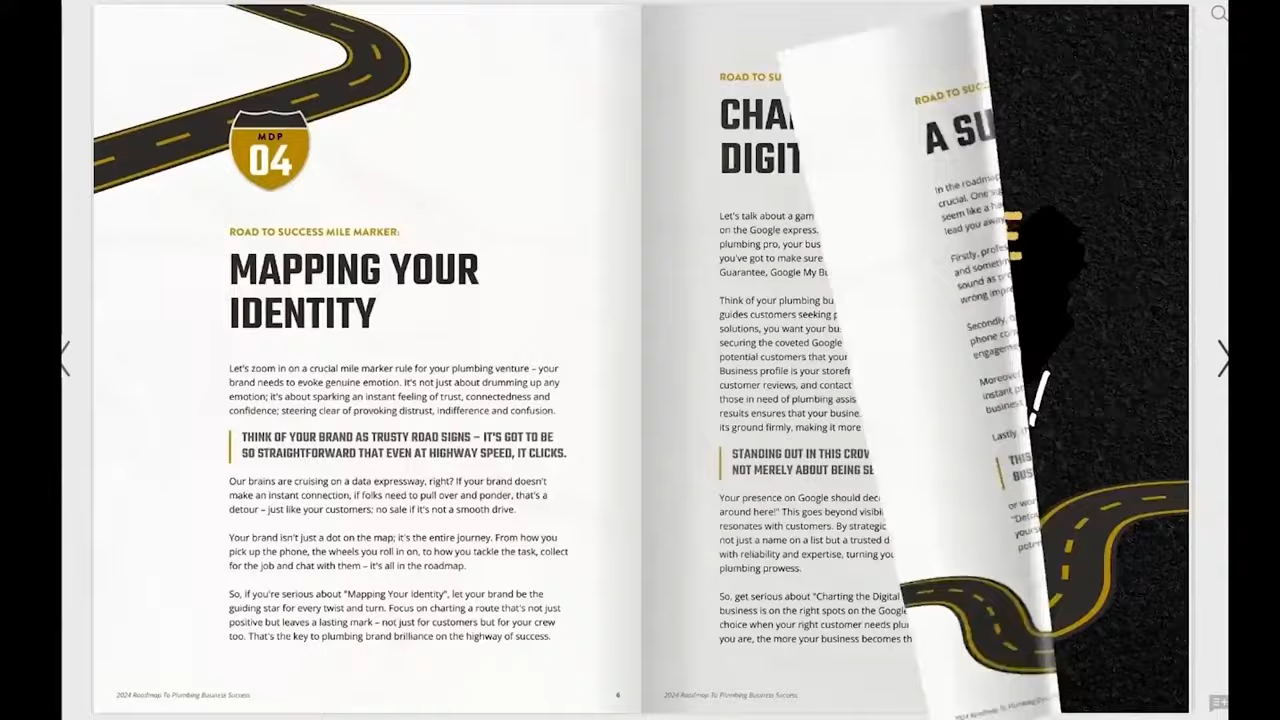 MDP
04
ROAD TO SUCCESS MILE MARKER:
MAPPING YOUR
IDENTITY
Let's zoom in on a crucial mile marker rule for your plumbing venture – your
brand needs to evoke genuine emotion. It's not just about drumming up any
emotion; it's about sparking an instant feeling of trust, connectedness and
confidence; steering clear of provoking distrust, indifference and confusion.
THINK OF YOUR BRAND AS TRUSTY ROAD SIGNS – IT'S GOT TO BE
SO STRAIGHTFORWARD THAT EVEN AT HIGHWAY SPEED, IT CLICKS.
Our brains are cruising on a data expressway, right? If your brand doesn't
make an instant connection, if folks need to pull over and ponder, that's a
detour – just like your customers; no sale if it's not a smooth drive.
Your brand isn't just a dot on the map; it's the entire journey. From how you
pick up the phone, the wheels you roll in on, to how you tackle the task, collect
for the job and chat with them – it's all in the roadmap.
So, if you're serious about "Mapping Your Identity", let your brand be the
guiding star for every twist and turn. Focus on charting a route that's not just
positive but leaves a lasting mark – not just for customers but for your crew
too. That's the key to plumbing brand brilliance on the highway of success.
2024 Roadmap To Plumbing Business Success
6
ROAD TO SU
CHA
DIGIT
Let's talk about a gam
on the Google express.
plumbing pro, your bus
you've got to make sure
Guarantee, Google My Bu
Think of your plumbing bu
guides customers seeking
solutions, you want your bu
securing the coveted Google
potential customers that your
Business profile is your storef
customer reviews, and contact
those in need of plumbing assis
results ensures that your busine
its ground firmly, making it more
STANDING OUT IN THIS CROW
NOT MERELY ABOUT BEING SE
Your presence on Google should dec
around here!" This goes beyond visibi
resonates with customers. By strategic
not just a name on a list but a trusted
with reliability and expertise, turning you
plumbing prowess.
So, get serious about "Charting the Digital
business is on the right spots on the Google
choice when your right customer needs plu
you are, the more your business becomes th
2024 Roadmap To Plumbing Business Success
ROAD TO SUCC
A SU
In the roadmap
crucial. One
seem like a
lead you away
Firstly, profes
and sometim
sound as
wrong impr
Secondly,
phone
engagem
Moreover
instant
business
Lastly,
THIS
BUS
or
"Detou
yourse
poten
2024 Roadmap To Plumbing